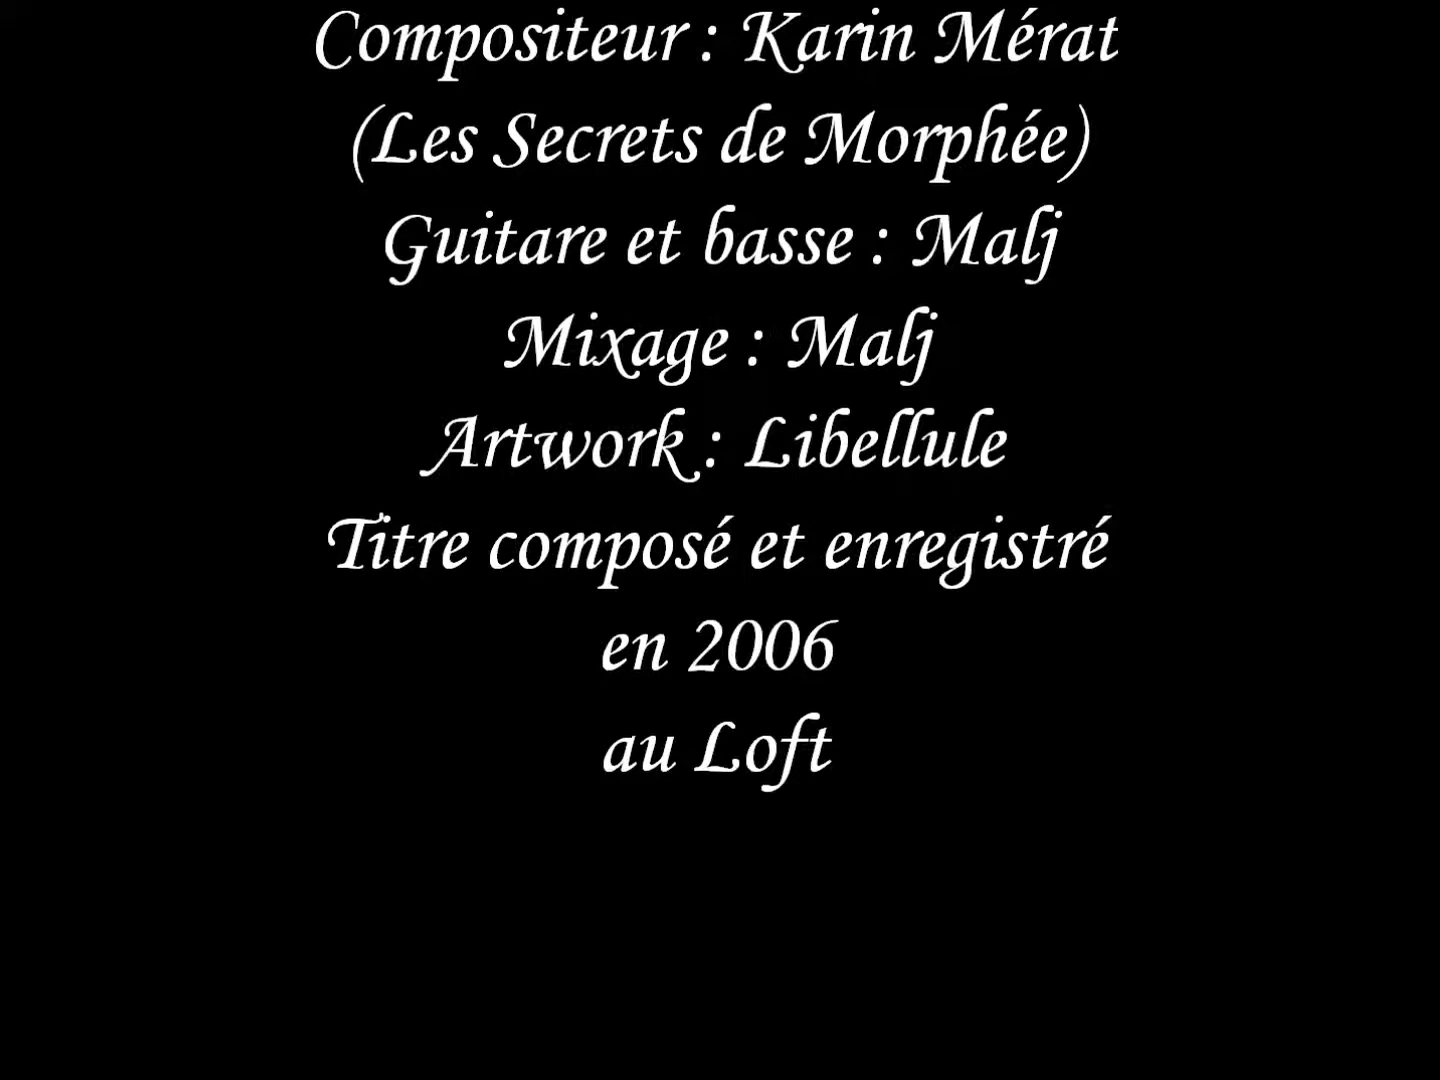 Compositeur : Karin Mérat
(Les Secrets de Morphée)
Guitare et basse : Malj
Mixage : Malj
Artwork : Libellule
Titre composé et enregistré
en 2006
au Loft